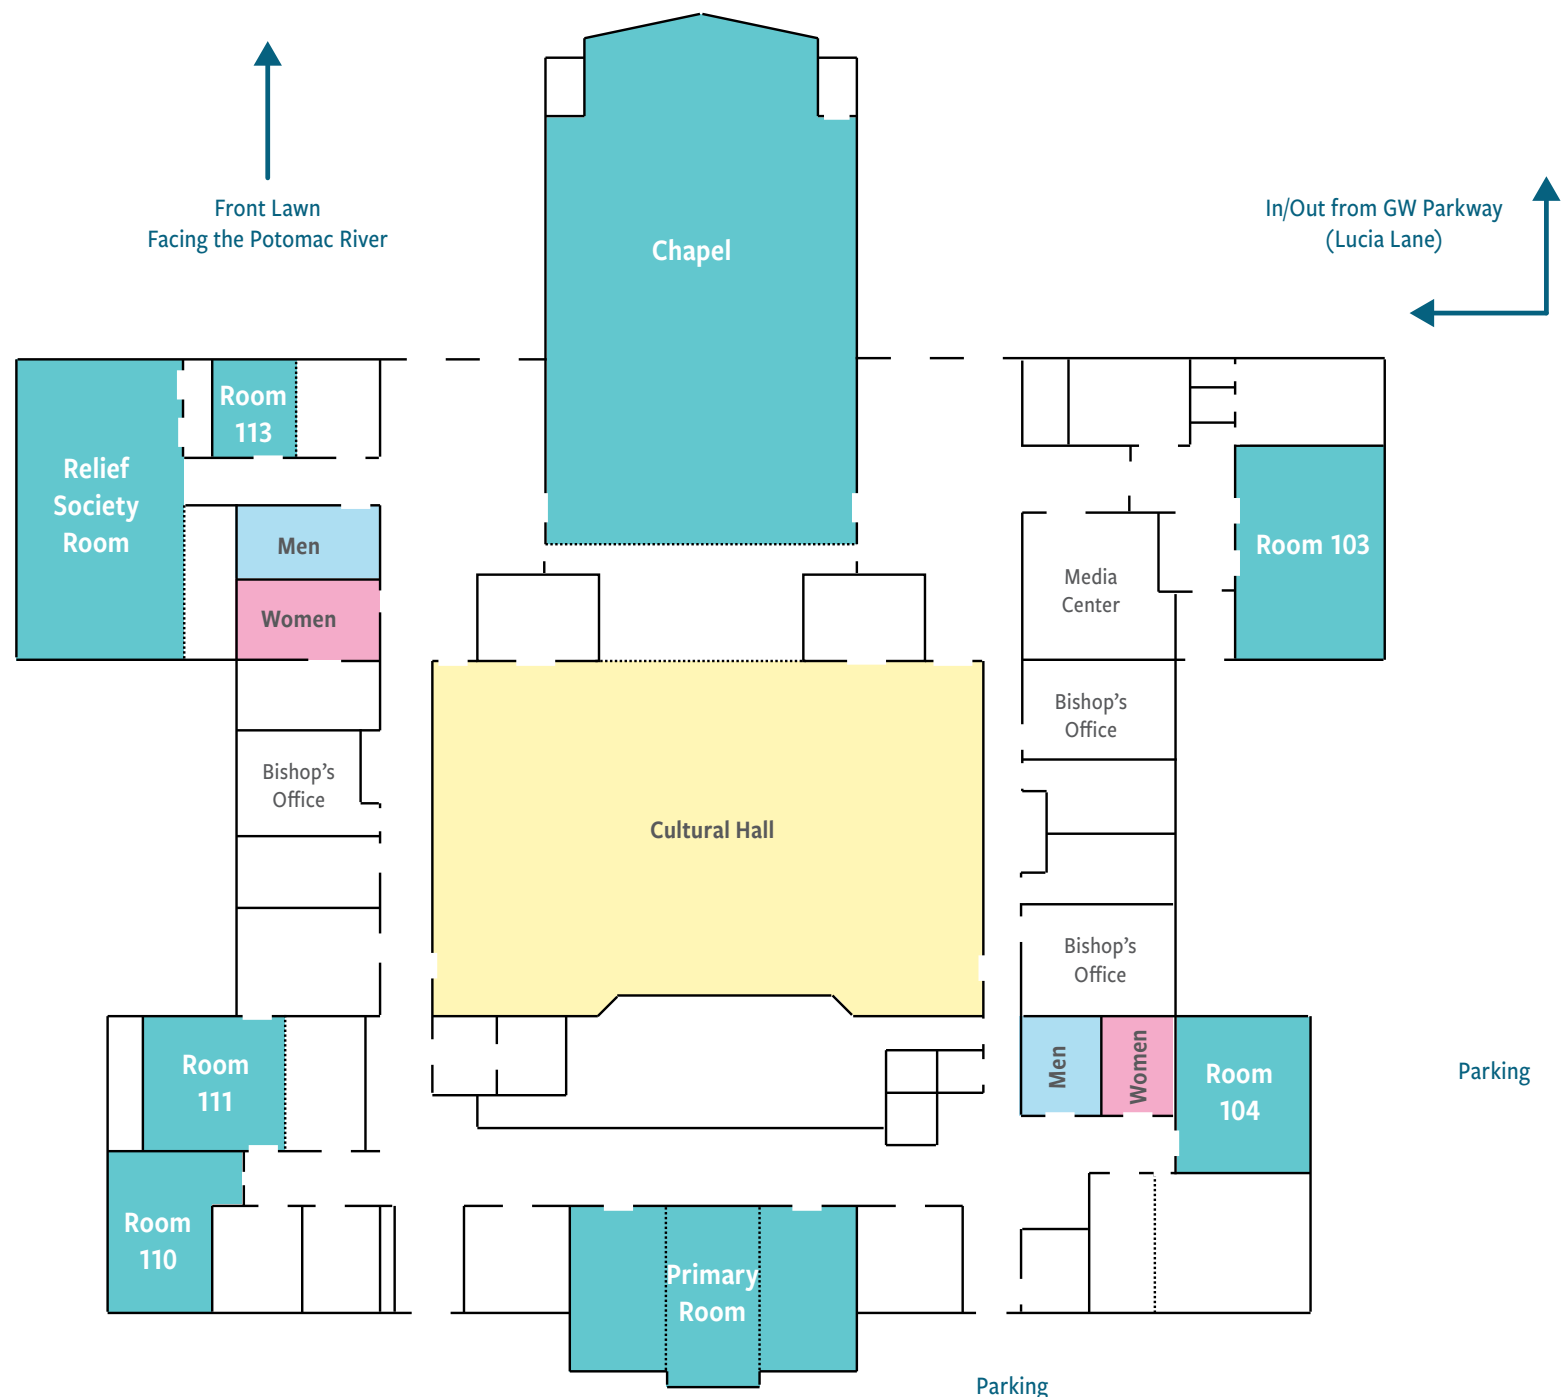 Front Lawn
Facing the Potomac River
In/Out from GW Parkway
(Lucia Lane)
Chapel
Room
113
Relief
Society
Room
Men
Women
Room 103
Media
Center
Bishop's
Office
Bishop's
Office
Cultural Hall
Bishop's
Office
Room
111
Men
Women
Room
104
Parking
Room
110
Primary
Room
Parking